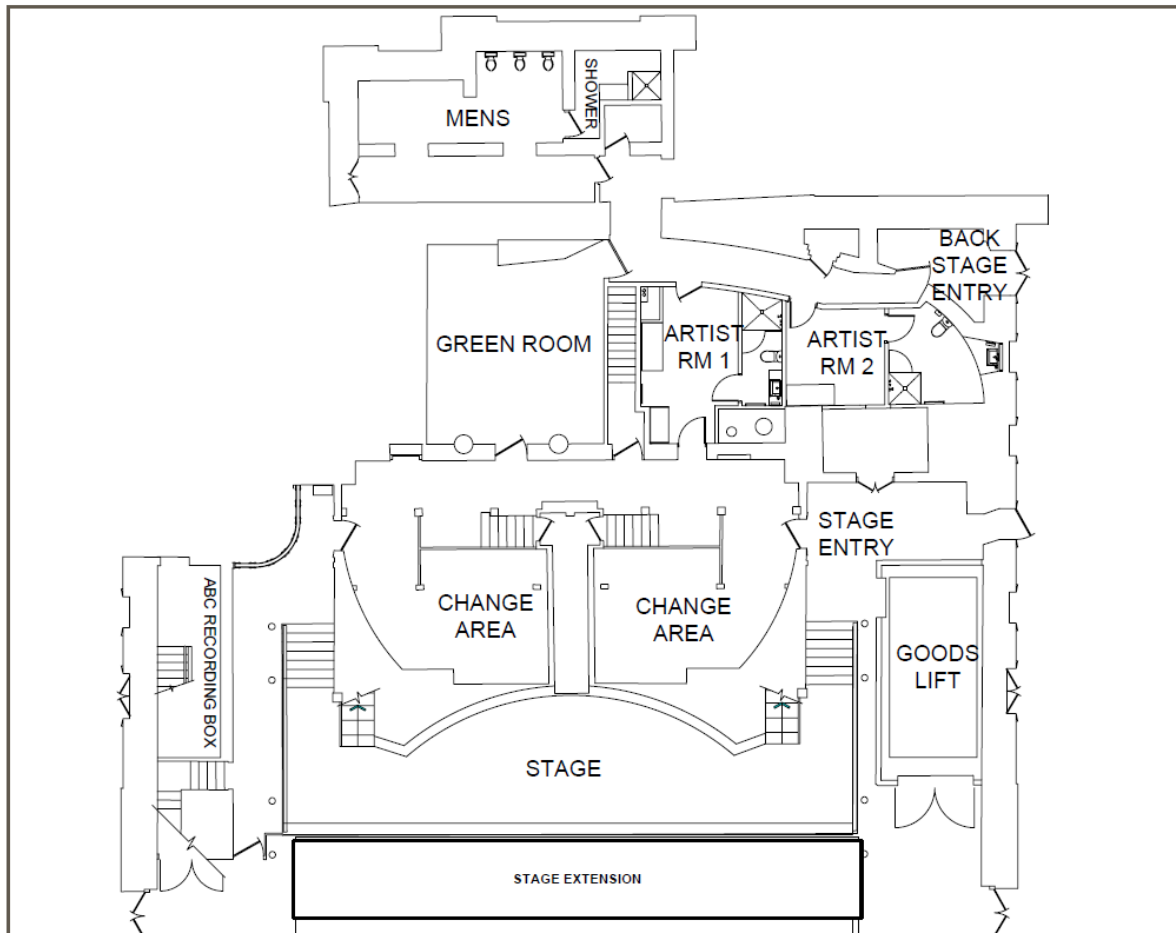 SHOWER
MENS
BACK
STAGE
ENTRY
GREEN ROOM
ARTIST
RM 1
ARTIST
RM 2
STAGE
ENTRY
ABC RECORDING BOX
CHANGE
AREA
CHANGE
AREA
GOODS
LIFT
STAGE
STAGE EXTENSION